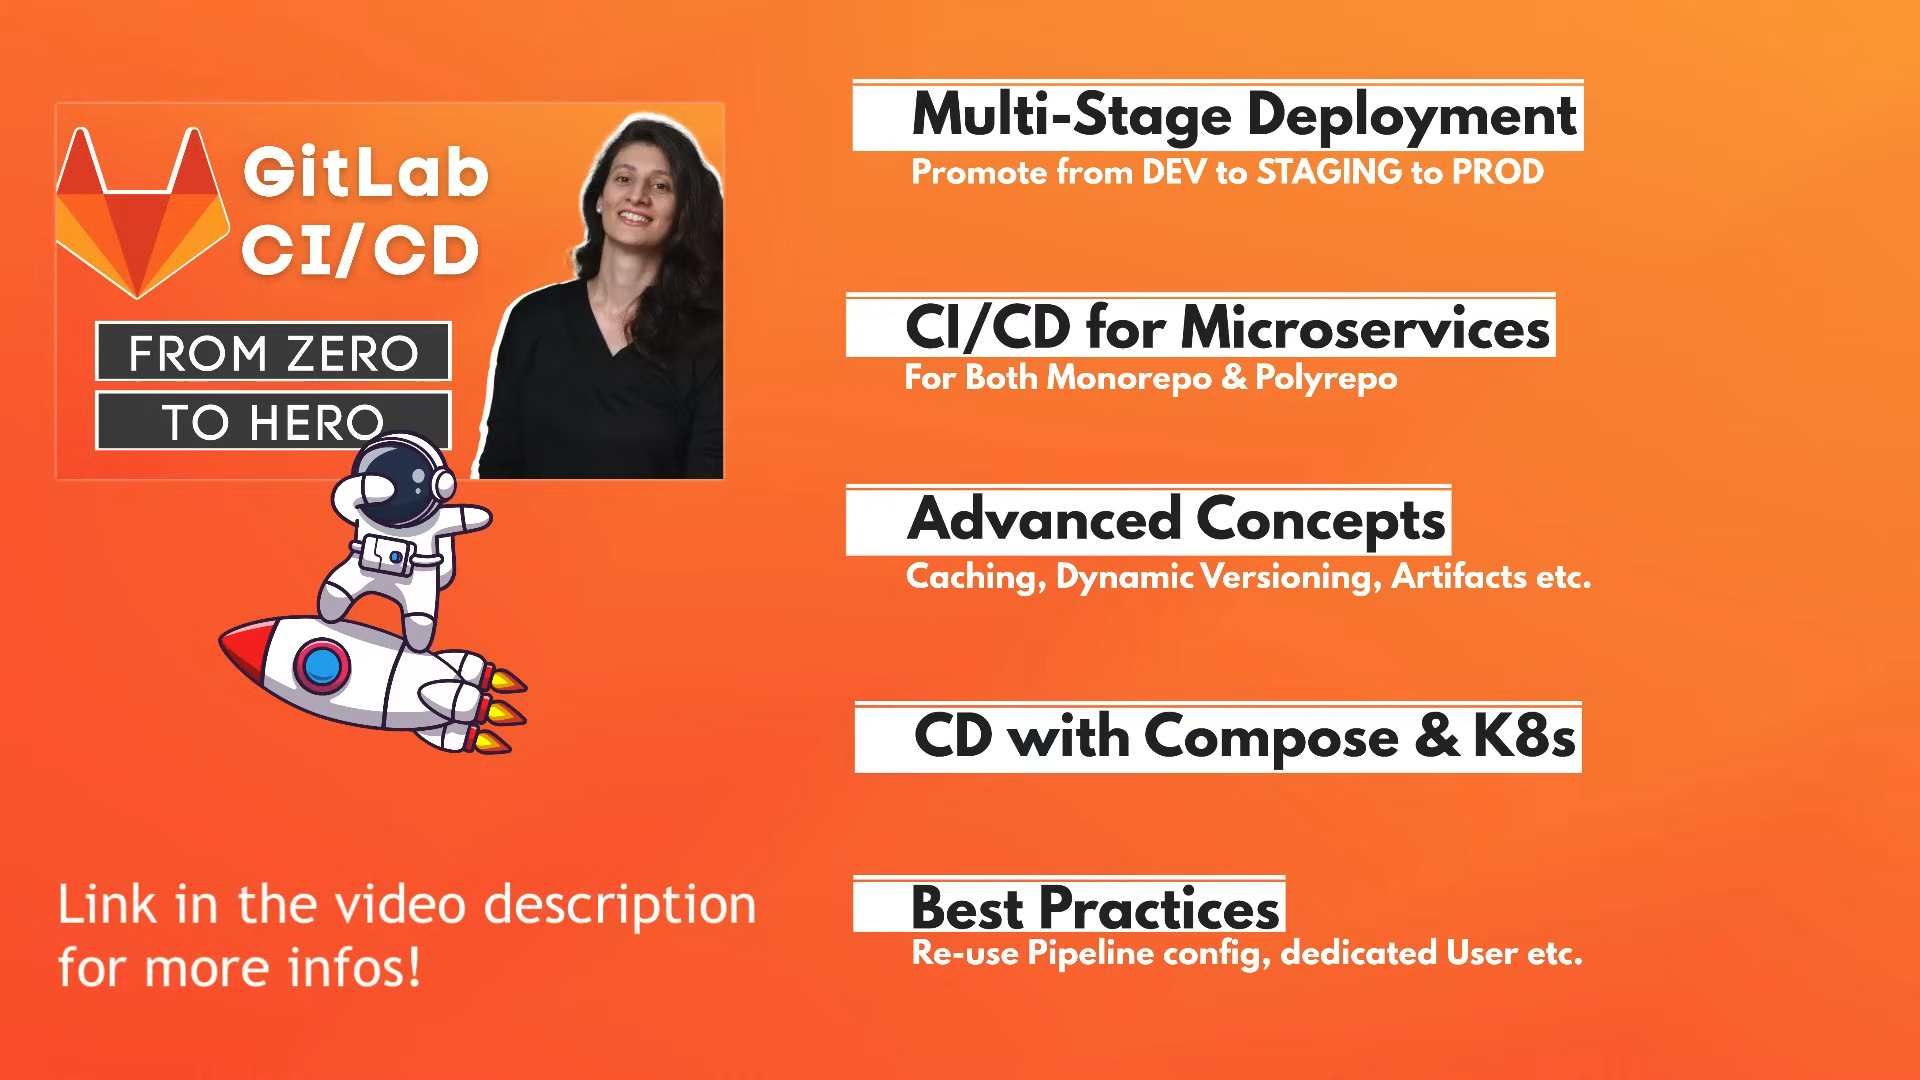 GitLab
CI/CD
FROM ZERO
TO HERO
Link in the video description
for more infos!
Multi-Stage Deployment
Promote from DEV to STAGING to PROD
CI/CD for Microservices
For Both Monorepo & Polyrepo
Advanced Concepts
Caching, Dynamic Versioning, Artifacts etc.
CD with Compose & K8s
Best Practices
Re-use Pipeline config, dedicated User etc.